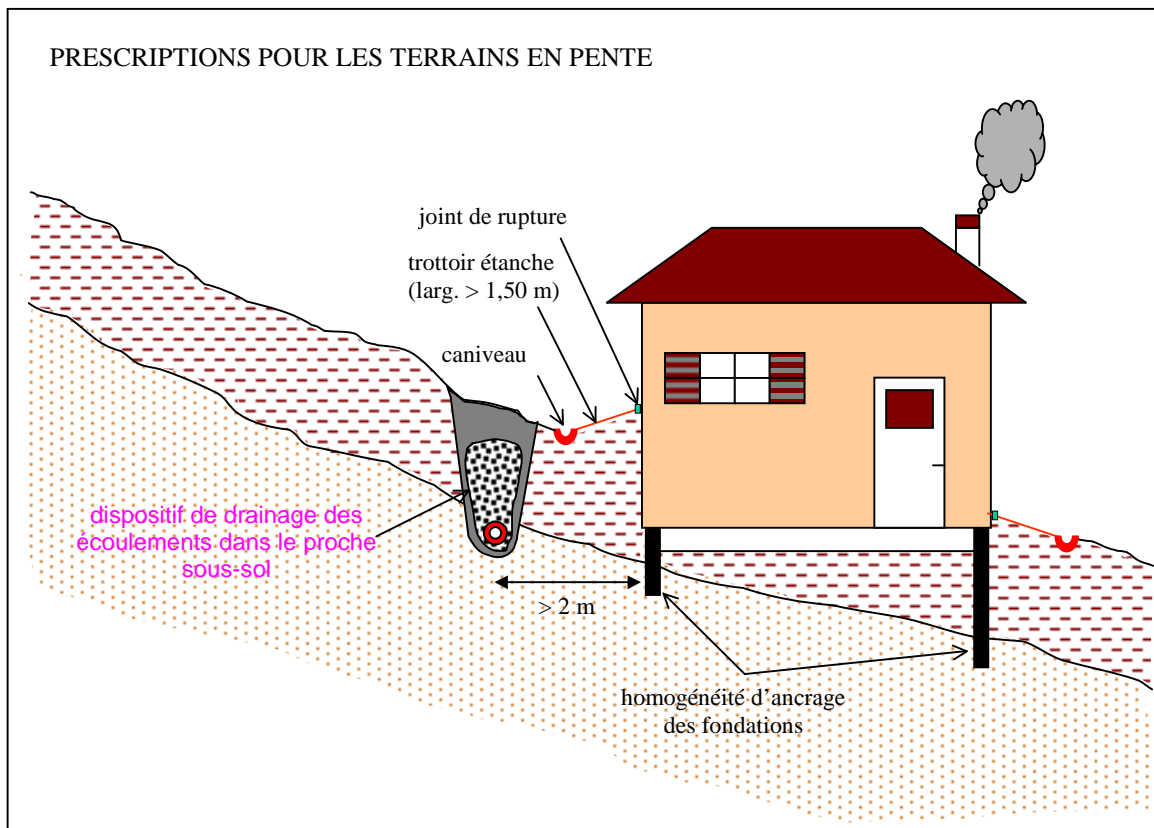 PRESCRIPTIONS POUR LES TERRAINS EN PENTE
joint de rupture
trottoir étanche
(larg. > 1,50 m)
caniveau
dispositif de drainage des
écoulements dans le proche
sous-sol
> 2 m
homogénéité d’ancrage
des fondations